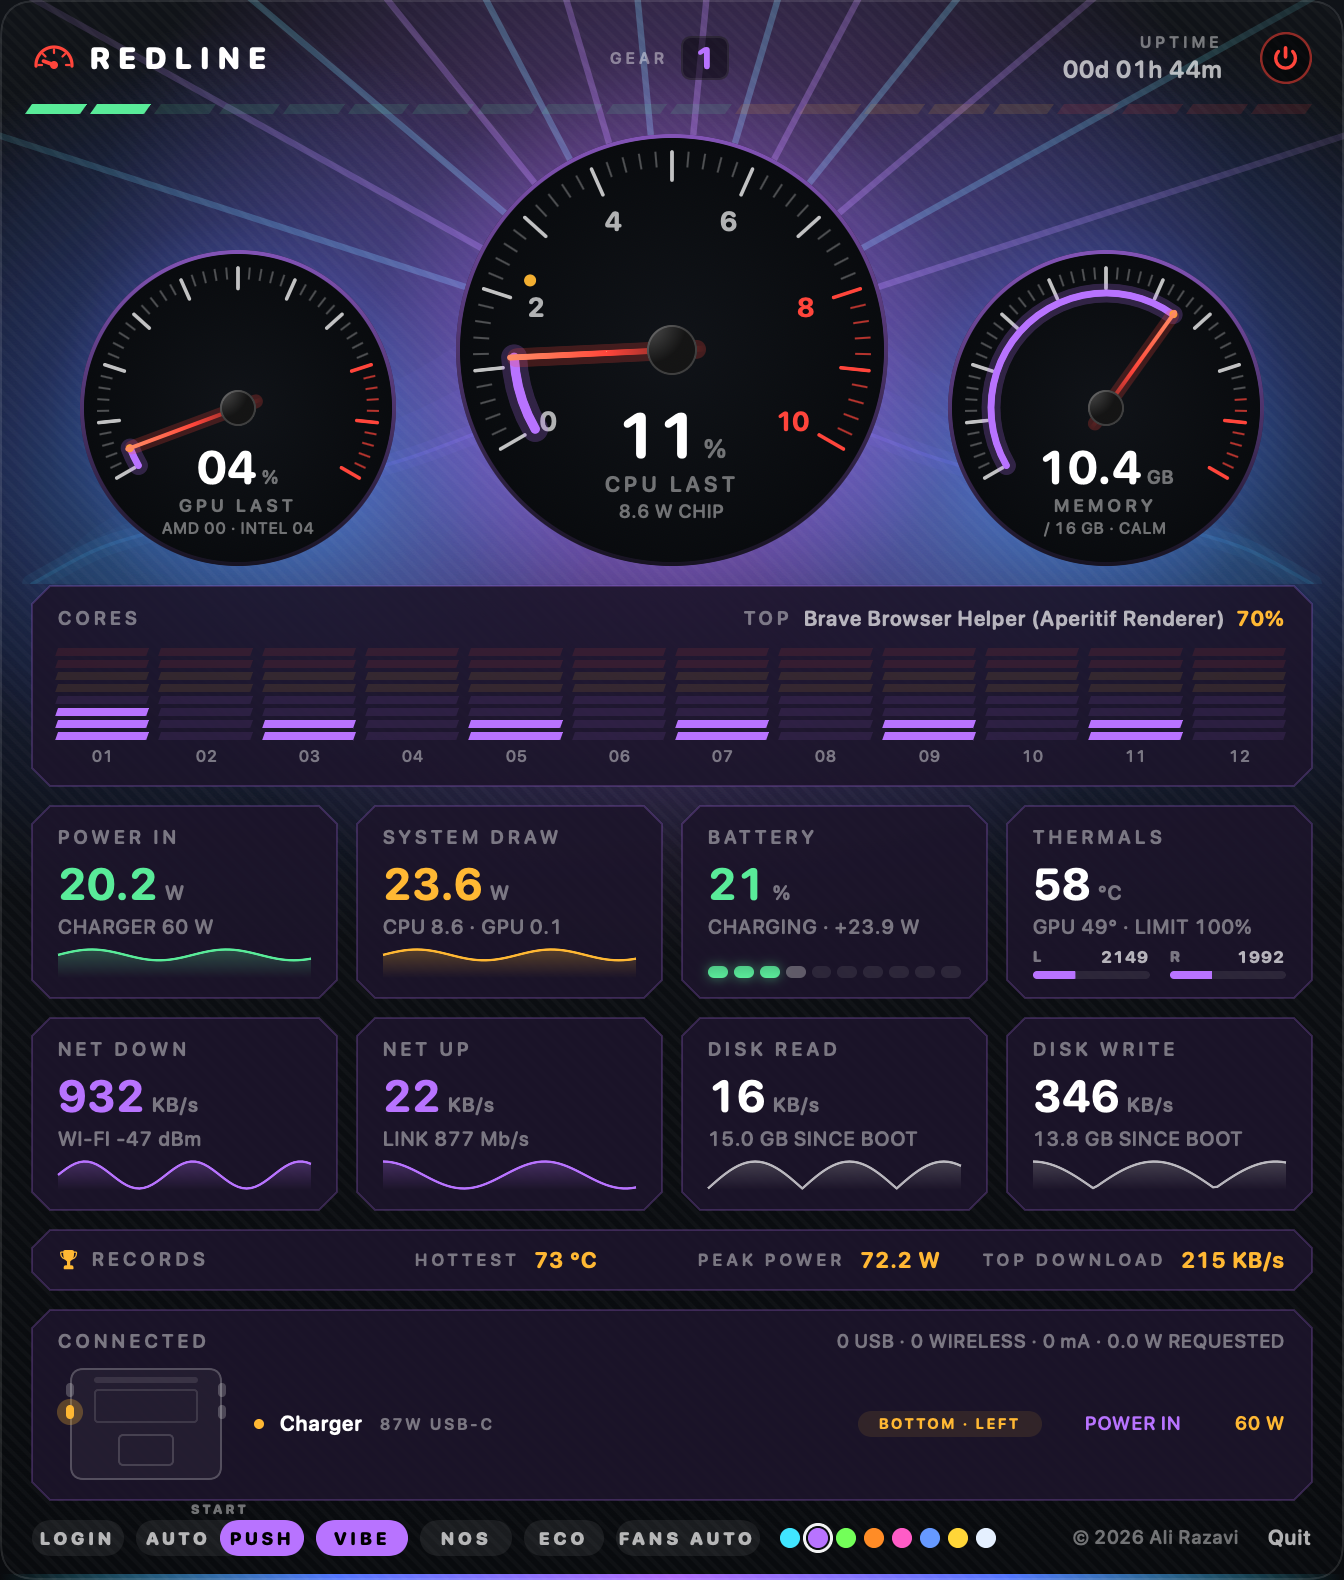 REDLINE
GEAR 1
UPTIME
00d 01h 44m
4 6
2 8
0 10
11 %
CPU LAST
8.6 W CHIP
04 %
GPU LAST
AMD 00 · INTEL 04
10.4 GB
MEMORY
/ 16 GB · CALM
CORES TOP Brave Browser Helper (Aperitif Renderer) 70%
01 02 03 04 05 06 07 08 09 10 11 12
POWER IN
20.2 W
CHARGER 60 W
SYSTEM DRAW
23.6 W
CPU 8.6 · GPU 0.1
BATTERY
21 %
CHARGING · +23.9 W
THERMALS
58 °C
GPU 49° · LIMIT 100%
L 2149 R 1992
NET DOWN
932 KB/s
WI-FI -47 dBm
NET UP
22 KB/s
LINK 877 Mb/s
DISK READ
16 KB/s
15.0 GB SINCE BOOT
DISK WRITE
346 KB/s
13.8 GB SINCE BOOT
RECORDS HOTTEST 73 °C PEAK POWER 72.2 W TOP DOWNLOAD 215 KB/s
CONNECTED 0 USB · 0 WIRELESS · 0 mA · 0.0 W REQUESTED
Charger 87W USB-C BOTTOM · LEFT POWER IN 60 W
START
LOGIN AUTO PUSH VIBE NOS ECO FANS AUTO © 2026 Ali Razavi Quit